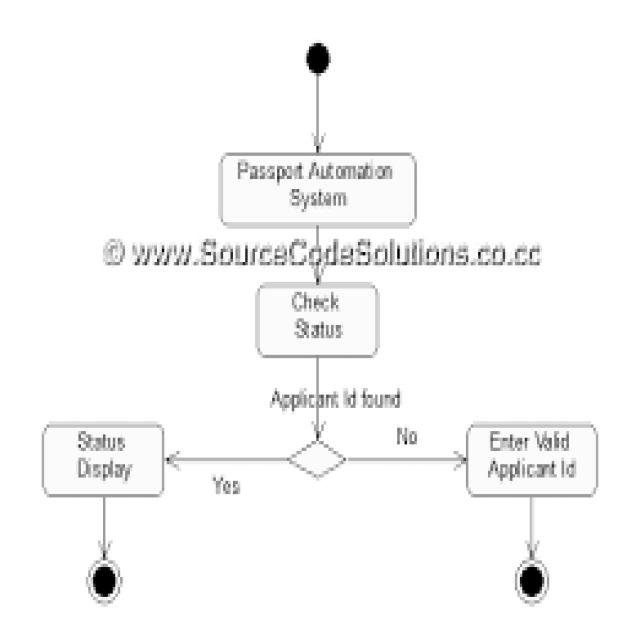 Passport Automation
System
© www.SourceCodeSolutions.co.cc
Check
Status
Applicant Id found
Status
Display
Yes
No
Enter Valid
Applicant Id